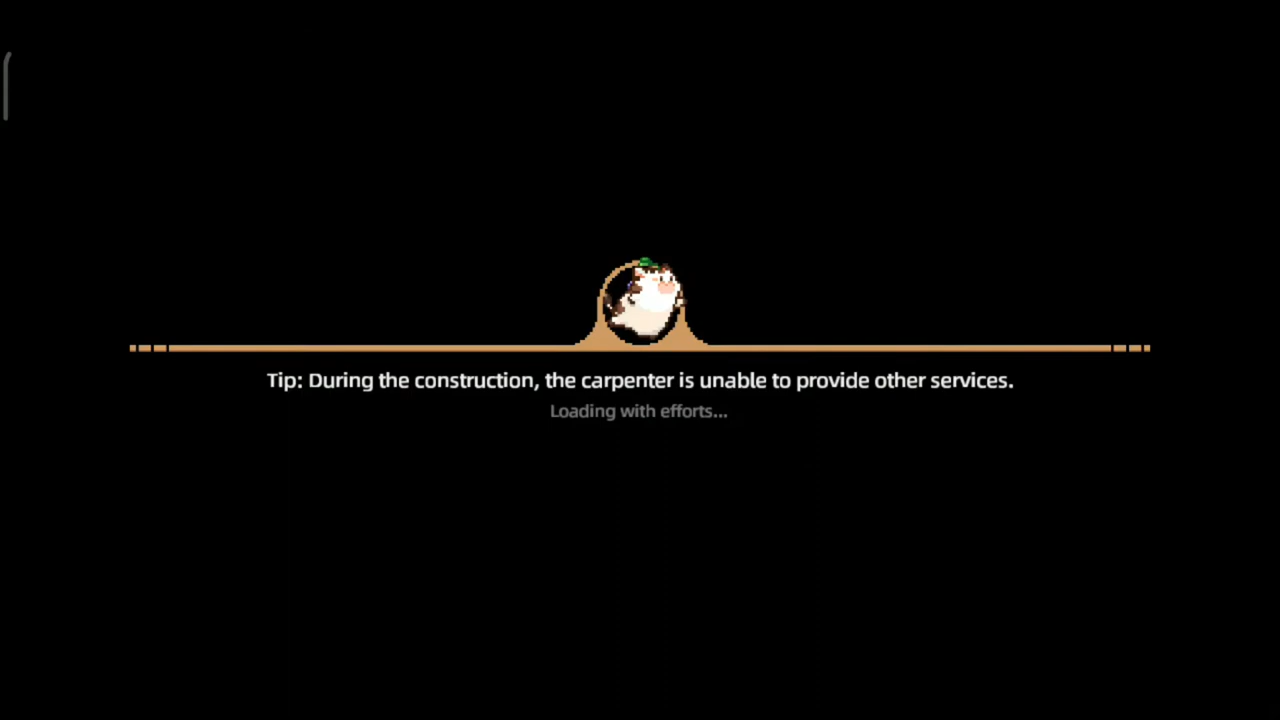 Tip: During the construction, the carpenter is unable to provide other services.
Loading with efforts...